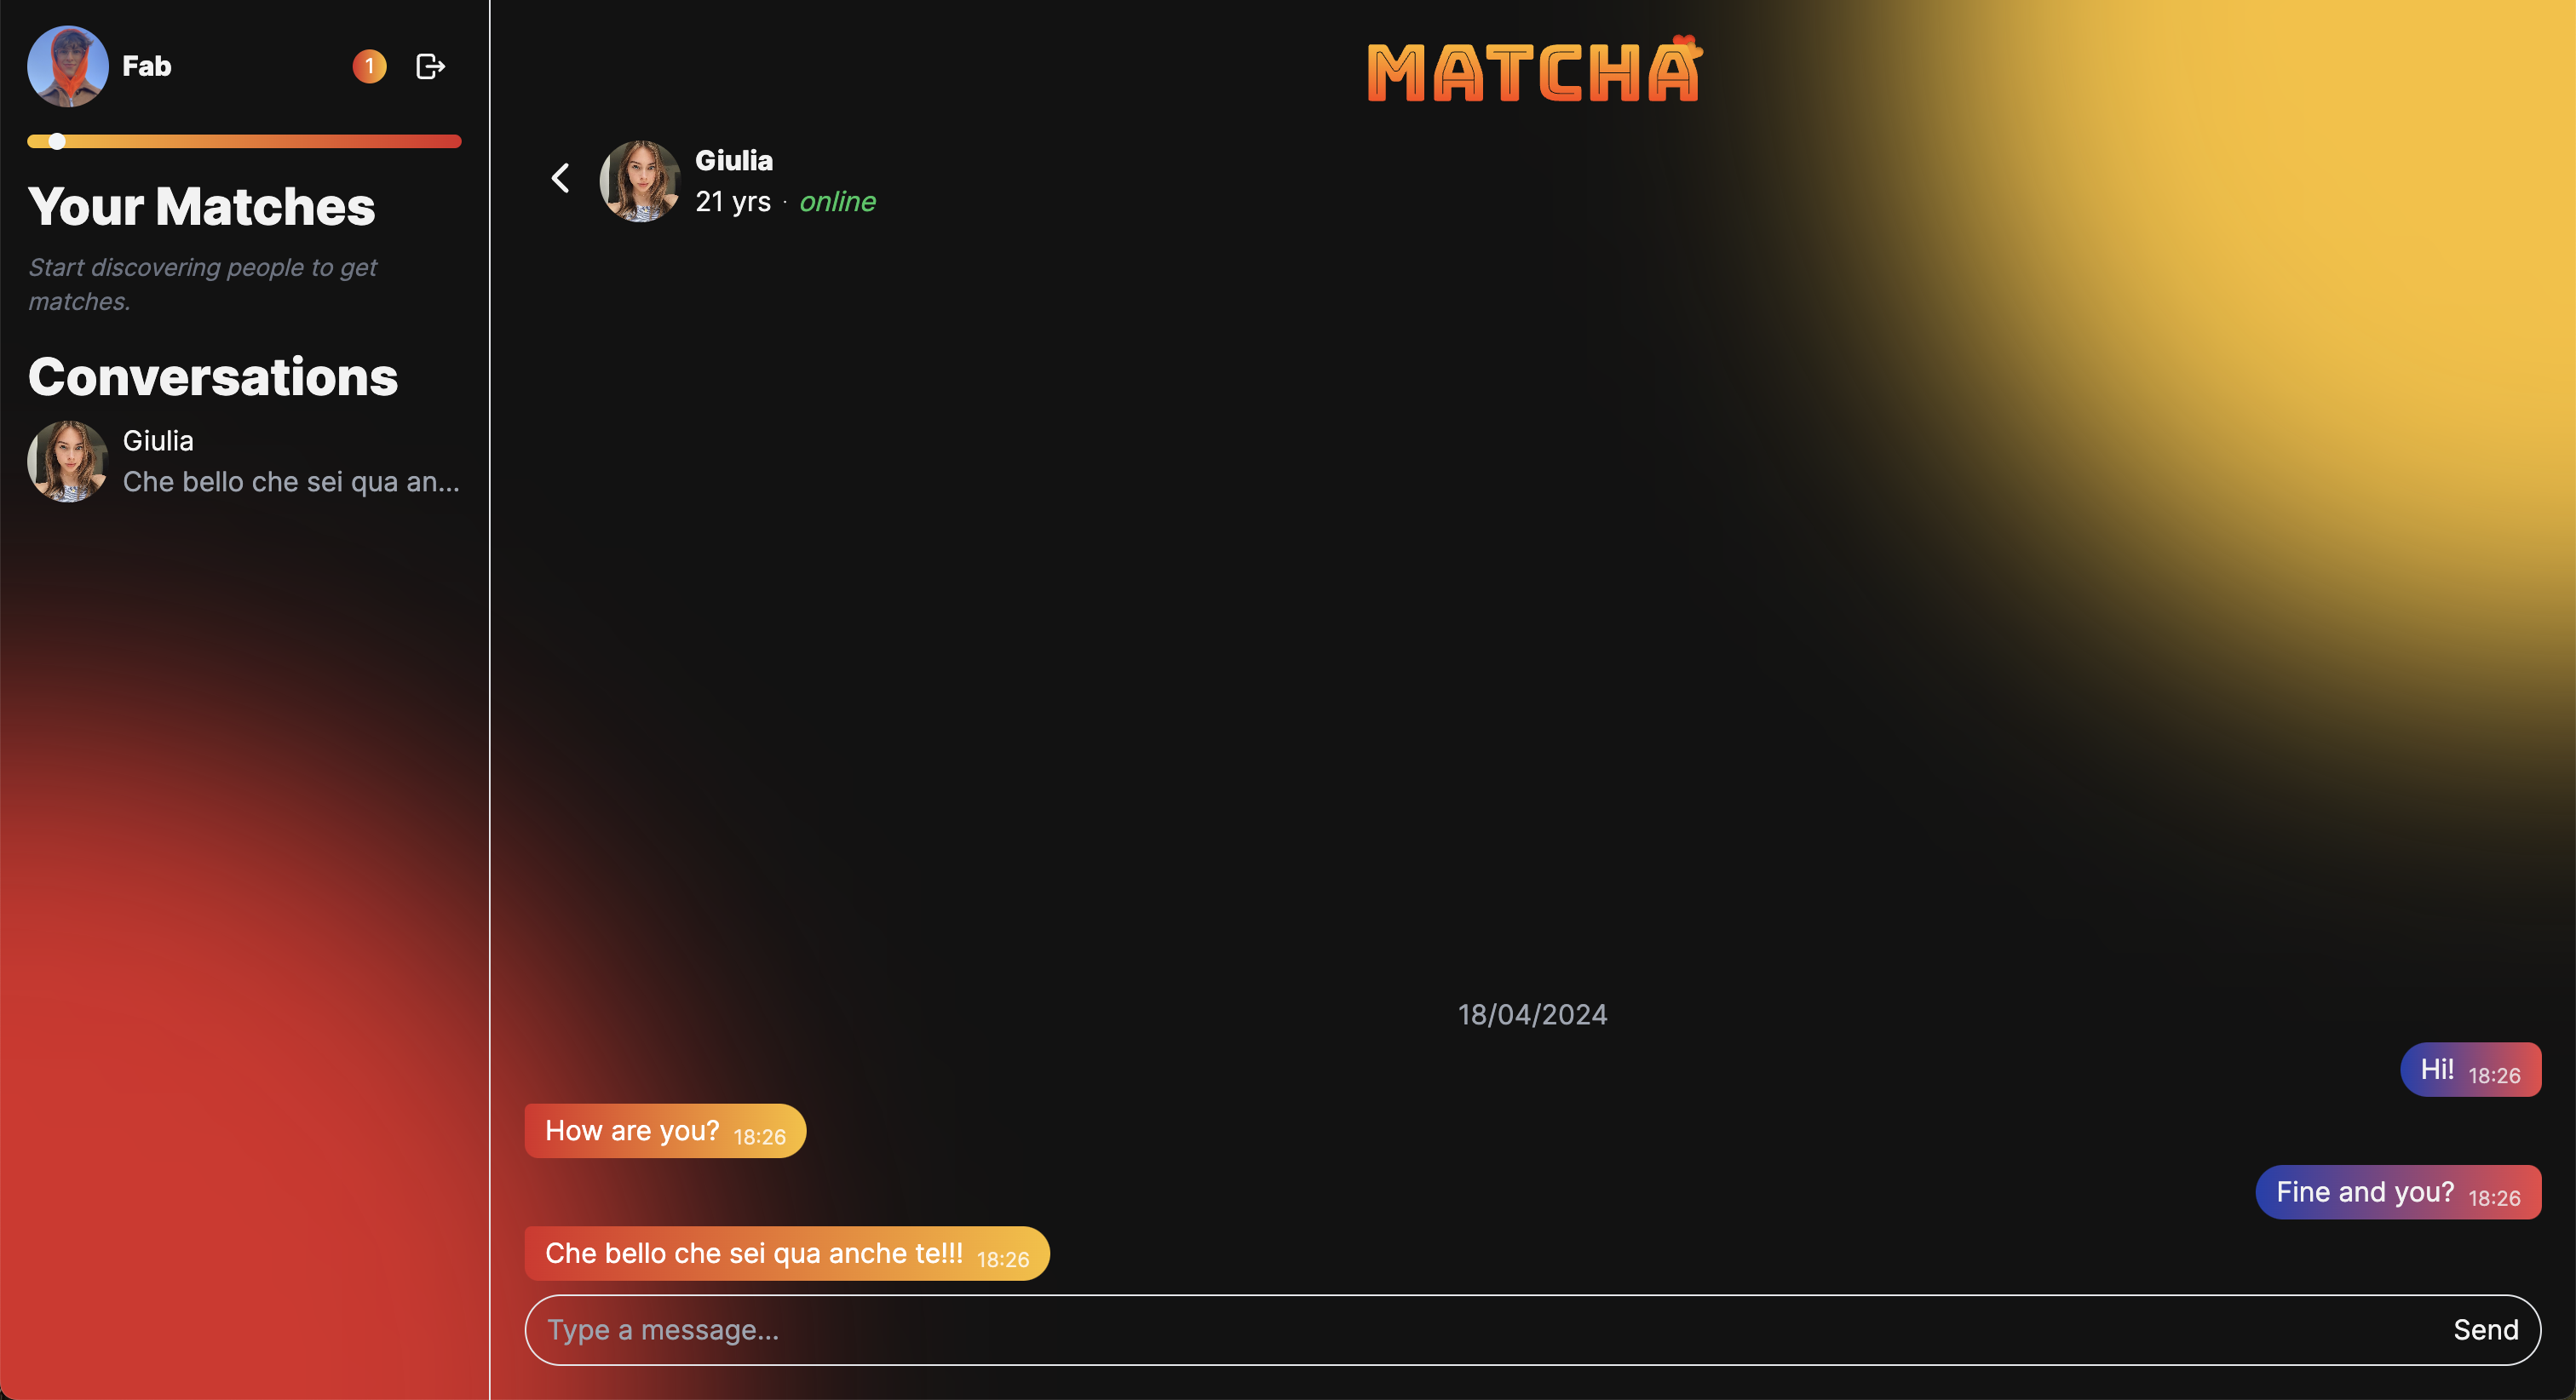 Fab
1
Your Matches
Start discovering people to get
matches.
Conversations
Giulia
Che bello che sei qua an...
MATCHA
Giulia
21 yrs · online
18/04/2024
Hi! 18:26
How are you? 18:26
Fine and you? 18:26
Che bello che sei qua anche te!!! 18:26
Type a message...
Send